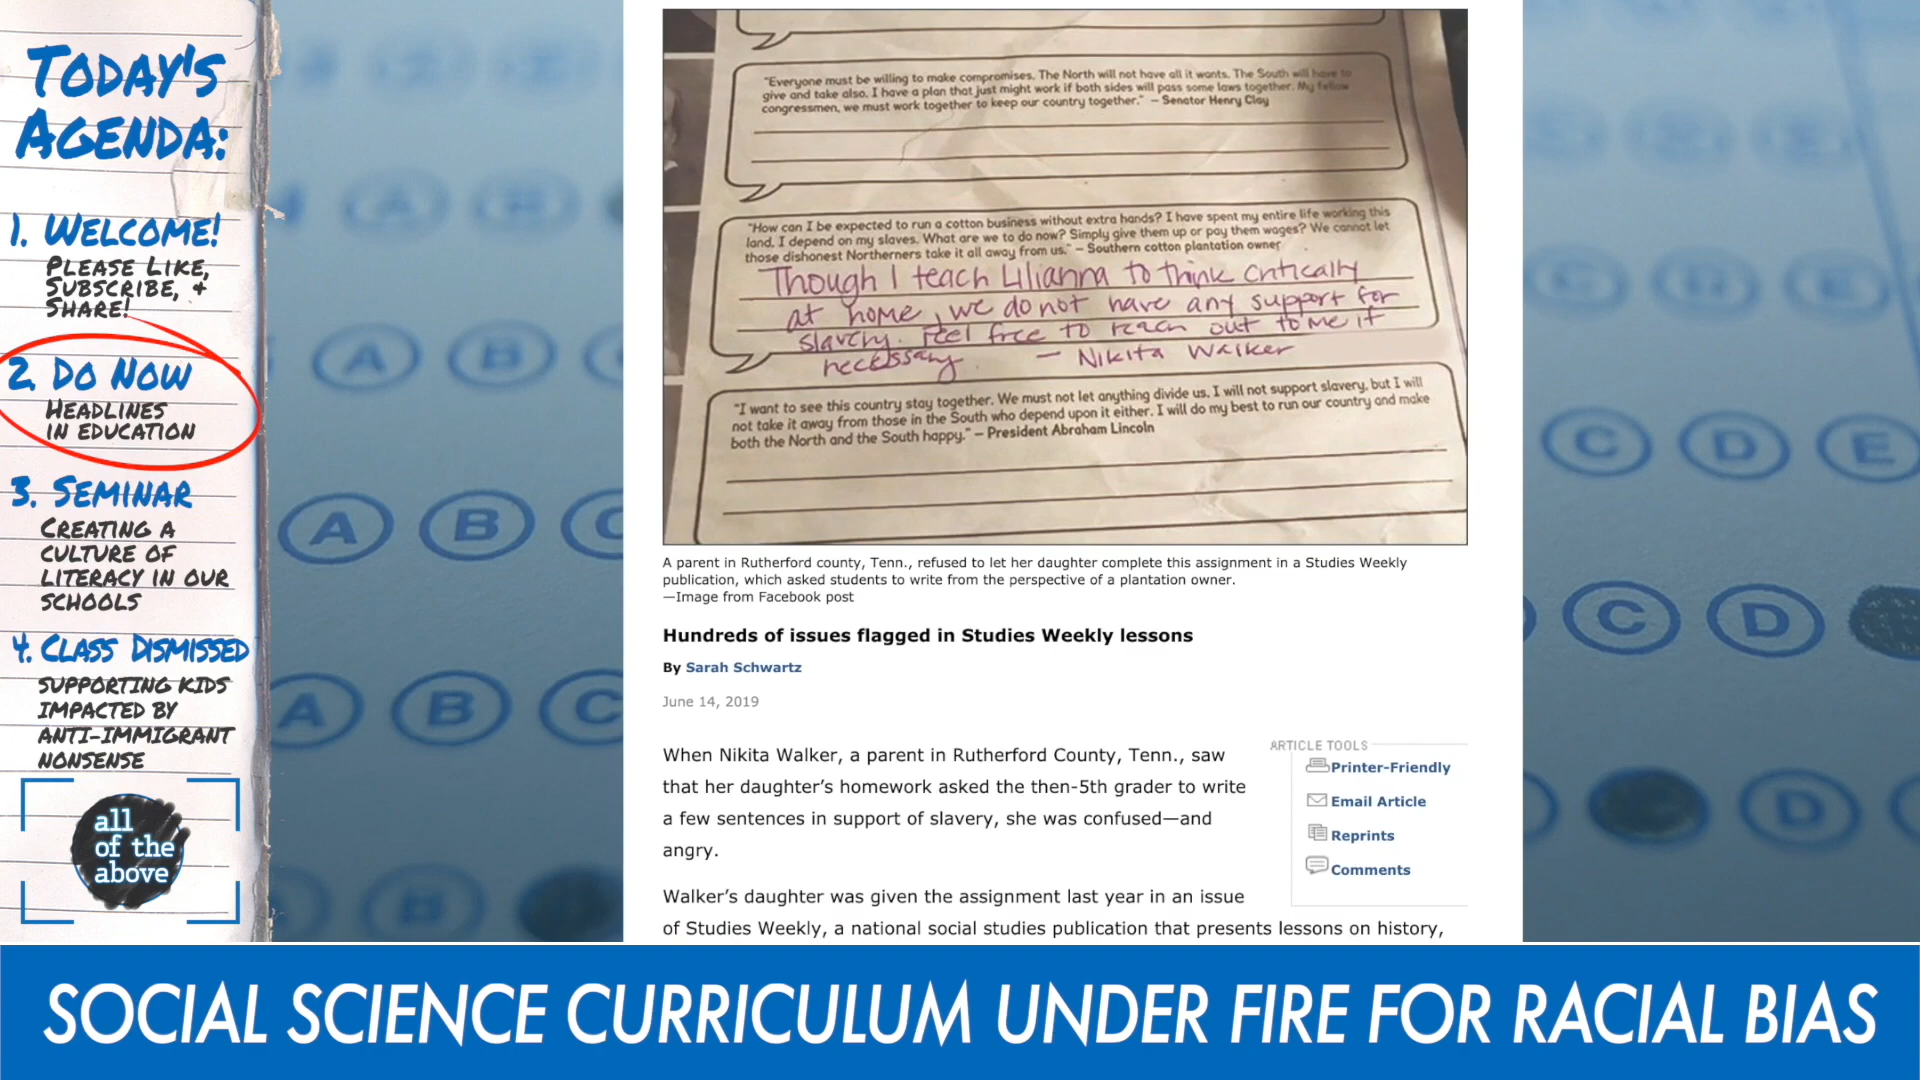 TODAY'S
AGENDA:
1. WELCOME!
PLEASE LIKE,
SUBSCRIBE, +
SHARE!
2. DO NOW
HEADLINES
IN EDUCATION
3. SEMINAR
CREATING A
CULTURE OF
LITERACY IN OUR
SCHOOLS
4. CLASS DISMISSED
SUPPORTING KIDS
IMPACTED BY
ANTI-IMMIGRANT
NONSENSE
all
of the
above
"Everyone must be willing to make compromises. The North will not have all it wants. The South will have to
give and take also. I have a plan that just might work if both sides will pass some laws together. My fellow
congressmen, we must work together to keep our country together." – Senator Henry Clay
"How can I be expected to run a cotton business without extra hands? I have spent my entire life working this
land. I depend on my slaves. What are we to do now? Simply give them up or pay them wages? We cannot let
those dishonest Northerners take it all away from us." – Southern cotton plantation owner
Though I teach Lilianna to think critically
at home, we do not have any support for
slavery. Feel free to reach out to me if
necessary. – Nikita Walker
"I want to see this country stay together. We must not let anything divide us. I will not support slavery, but I will
not take it away from those in the South who depend upon it either. I will do my best to run our country and make
both the North and the South happy." – President Abraham Lincoln
A parent in Rutherford county, Tenn., refused to let her daughter complete this assignment in a Studies Weekly
publication, which asked students to write from the perspective of a plantation owner.
—Image from Facebook post
Hundreds of issues flagged in Studies Weekly lessons
By Sarah Schwartz
June 14, 2019
When Nikita Walker, a parent in Rutherford County, Tenn., saw
that her daughter's homework asked the then-5th grader to write
a few sentences in support of slavery, she was confused—and
angry.
Walker's daughter was given the assignment last year in an issue
of Studies Weekly, a national social studies publication that presents lessons on history,
ARTICLE TOOLS
Printer-Friendly
Email Article
Reprints
Comments
A B C
A B C
A B C
B
C D E
C D
D
SOCIAL SCIENCE CURRICULUM UNDER FIRE FOR RACIAL BIAS